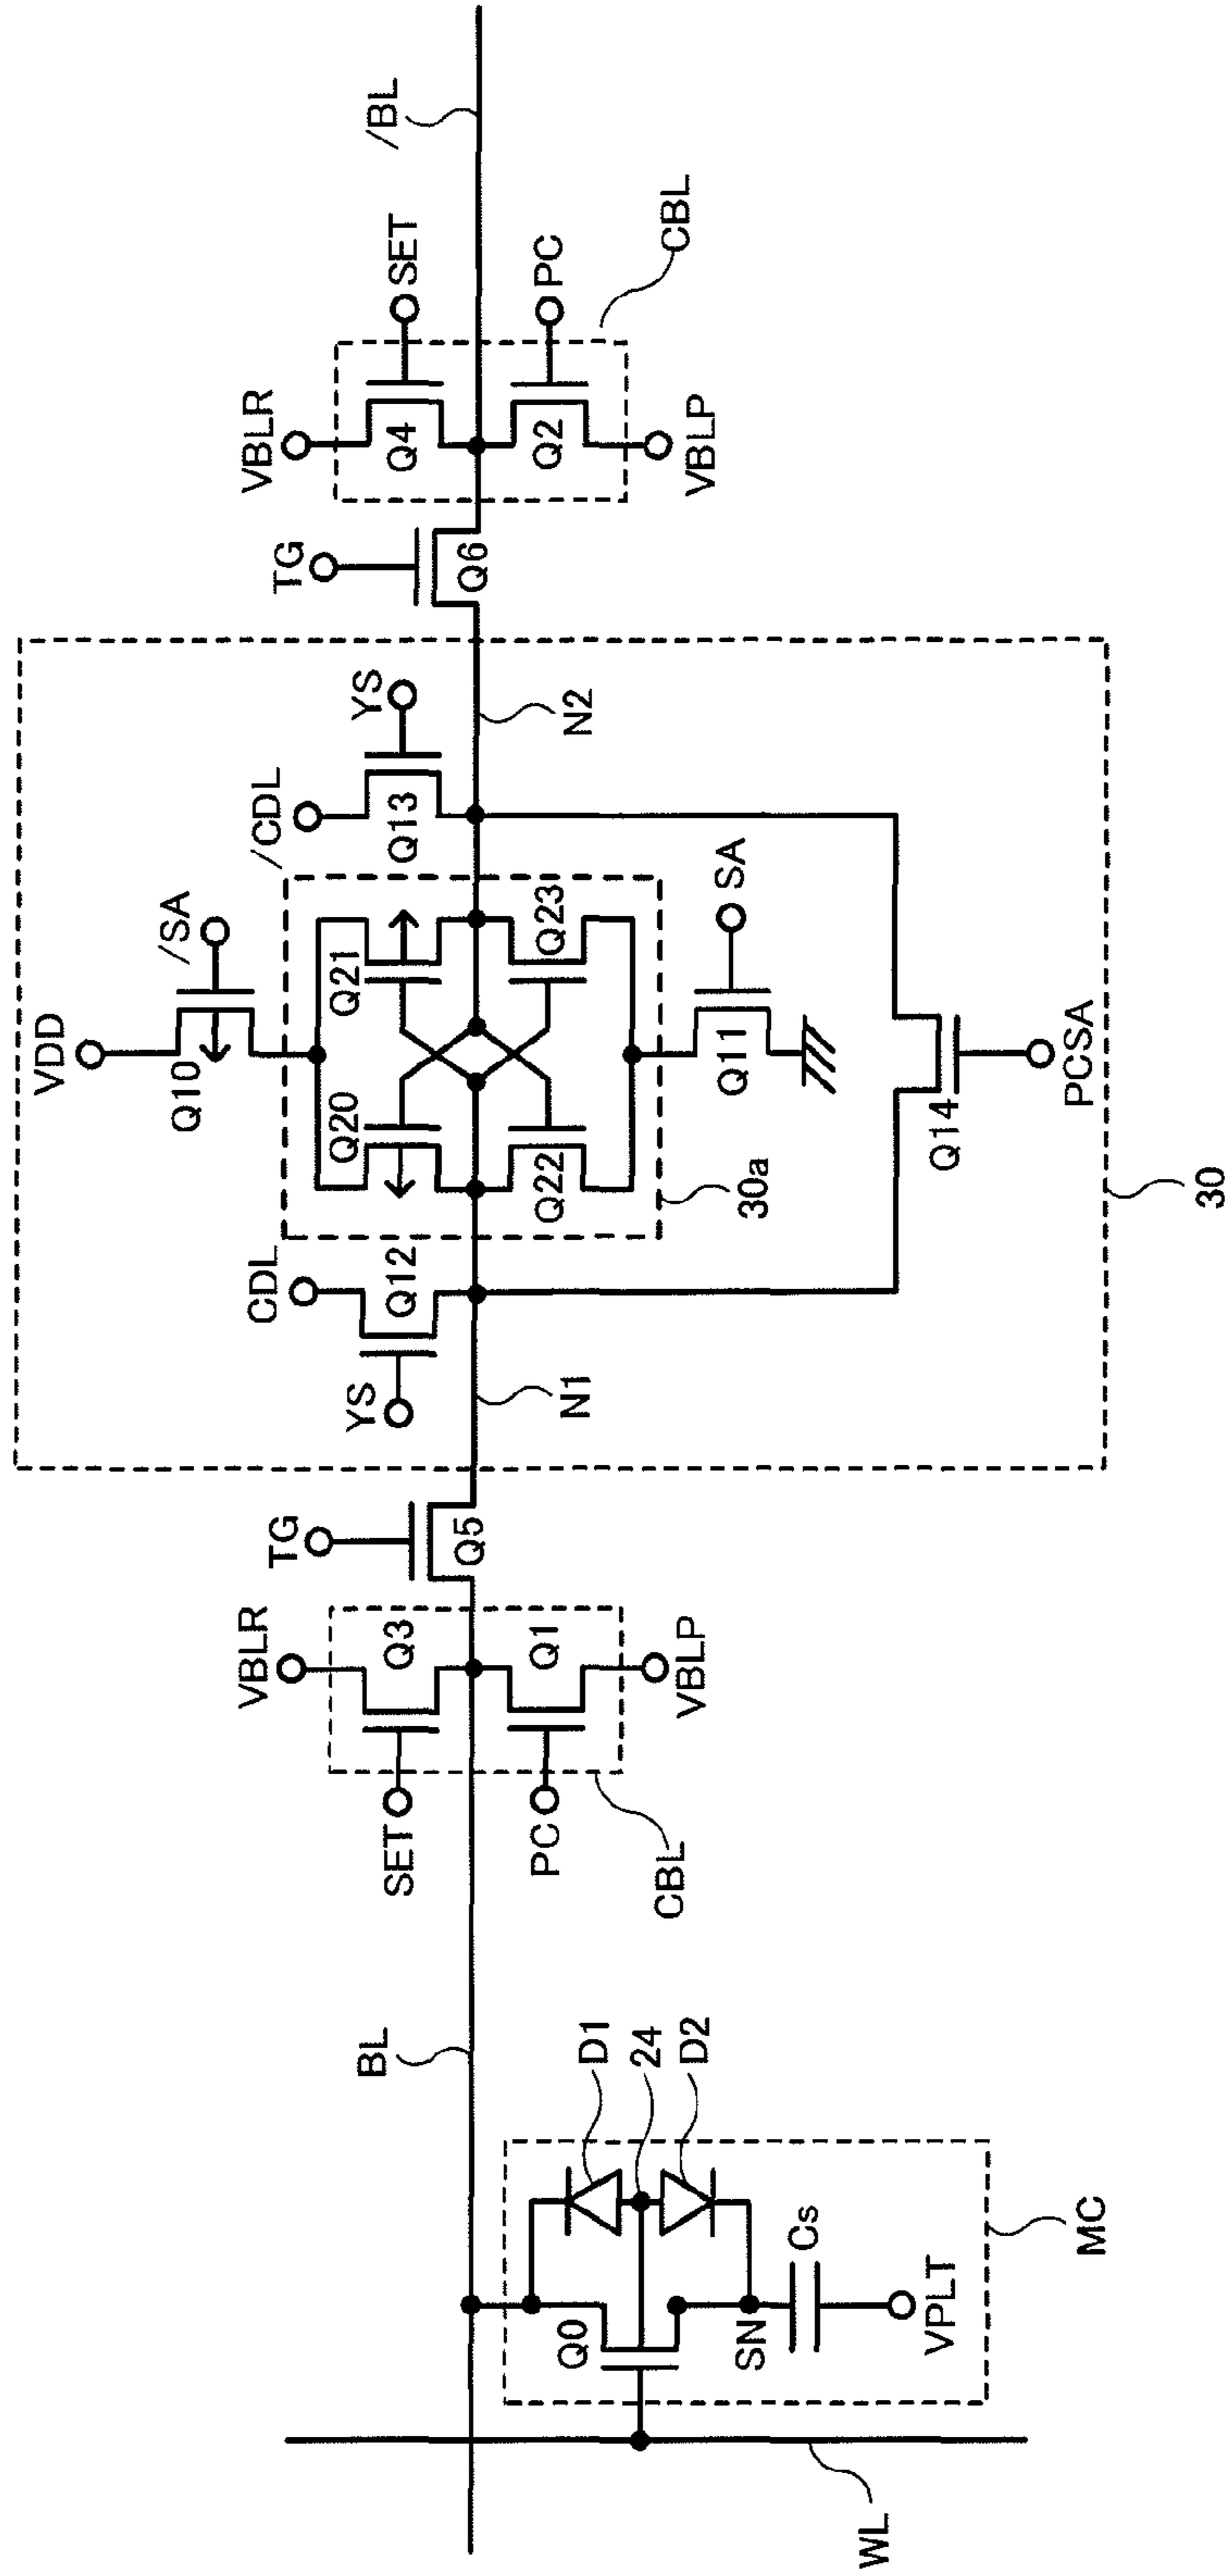 VDD
/SA
Q10
CDL
/CDL
YS
YS
Q12
Q20
Q21
Q13
TG
TG
VBLR
VBLR
SET
SET
Q3
Q4
BL
/BL
Q5
Q6
N1
N2
Q22
Q23
Q1
Q2
PC
PC
VBLP
VBLP
CBL
CBL
30a
Q11
SA
Q14
PCSA
30
D1
24
D2
Q0
SN
Cs
VPLT
MC
WL